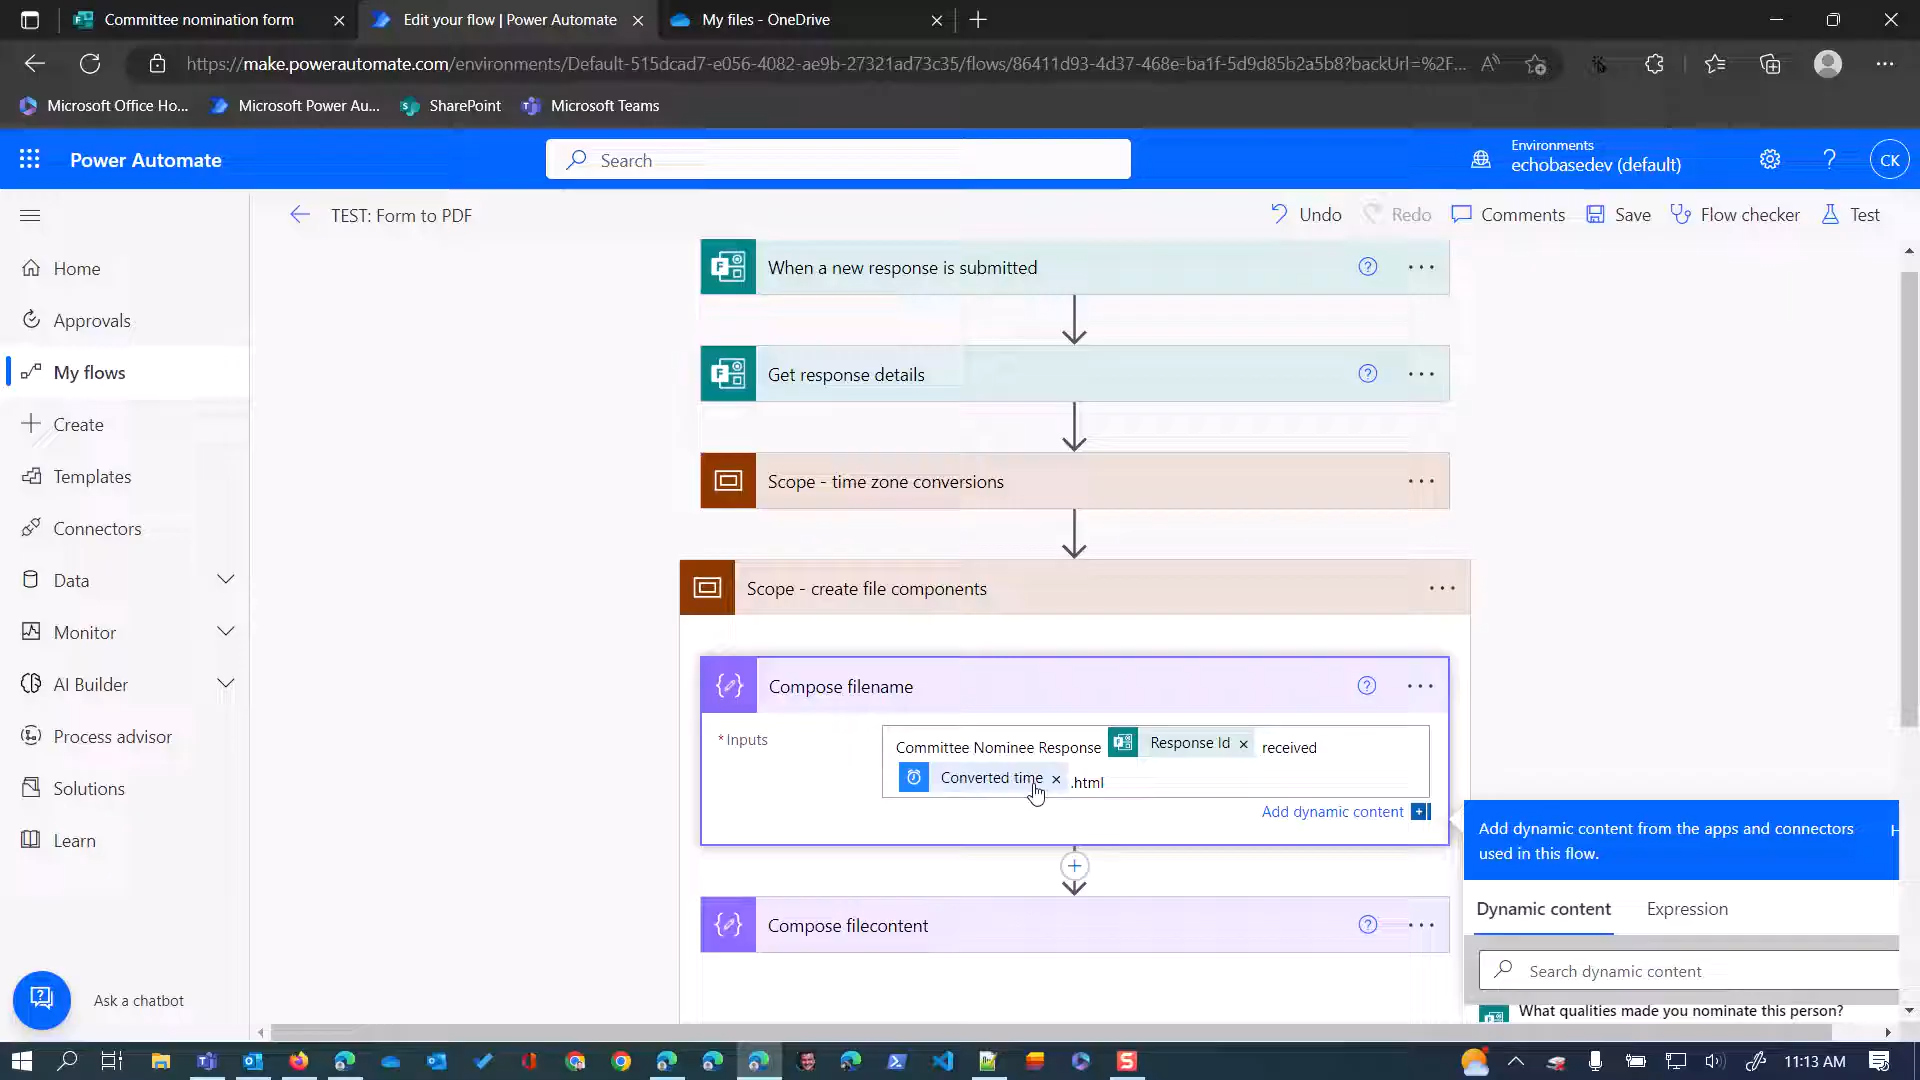 Committee nomination form
Edit your flow | Power Automate
My files - OneDrive
https://make.powerautomate.com/environments/Default-515dcad7-e056-4082-ae9b-27321ad73c35/flows/86411d93-4d37-468e-ba1f-5d9d85b2a5b8?backUrl=%2F...
Microsoft Office Ho...
Microsoft Power Au...
SharePoint
Microsoft Teams
Power Automate
Search
Environments
echobasedev (default)
CK
TEST: Form to PDF
Undo
Redo
Comments
Save
Flow checker
Test
Home
Approvals
My flows
Create
Templates
Connectors
Data
Monitor
AI Builder
Process advisor
Solutions
Learn
Ask a chatbot
When a new response is submitted
Get response details
Scope - time zone conversions
Scope - create file components
Compose filename
* Inputs
Committee Nominee Response Response Id × received
Converted time × .html
Add dynamic content
Compose filecontent
Add dynamic content from the apps and connectors
used in this flow.
Dynamic content
Expression
Search dynamic content
What qualities made you nominate this person?
11:13 AM